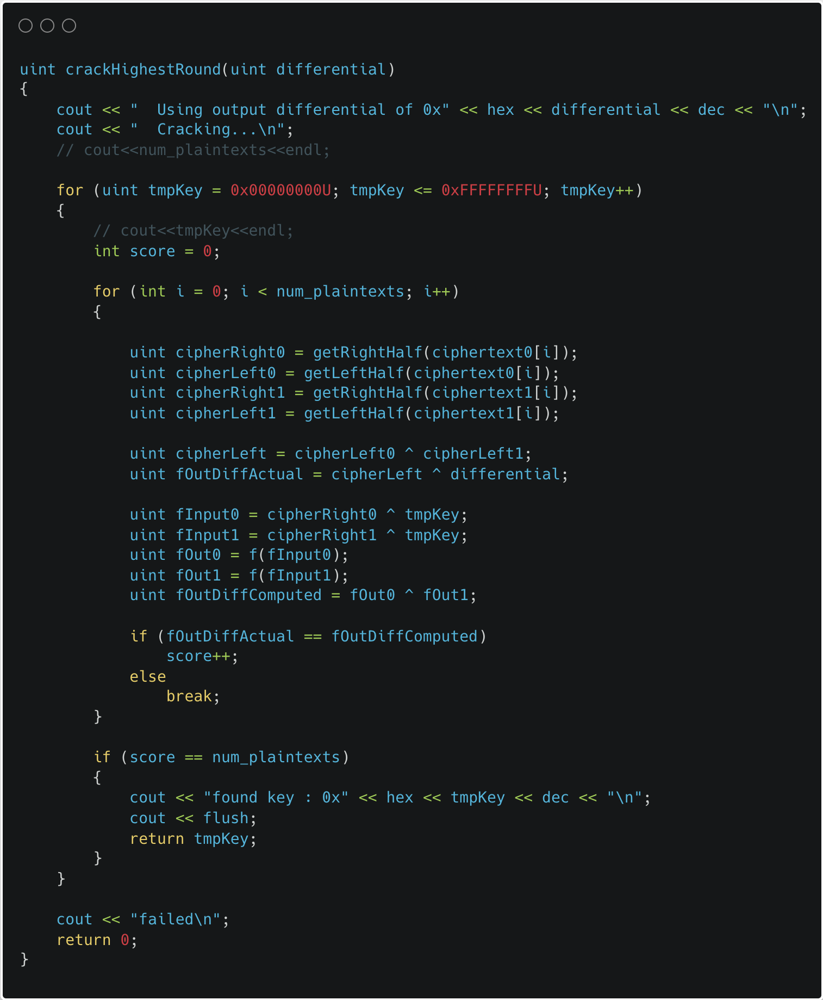 uint crackHighestRound(uint differential)
{
    cout << "  Using output differential of 0x" << hex << differential << dec << "\n";
    cout << "  Cracking...\n";
    // cout<<num_plaintexts<<endl;

    for (uint tmpKey = 0x00000000U; tmpKey <= 0xFFFFFFFFU; tmpKey++)
    {
        // cout<<tmpKey<<endl;
        int score = 0;

        for (int i = 0; i < num_plaintexts; i++)
        {

            uint cipherRight0 = getRightHalf(ciphertext0[i]);
            uint cipherLeft0 = getLeftHalf(ciphertext0[i]);
            uint cipherRight1 = getRightHalf(ciphertext1[i]);
            uint cipherLeft1 = getLeftHalf(ciphertext1[i]);

            uint cipherLeft = cipherLeft0 ^ cipherLeft1;
            uint fOutDiffActual = cipherLeft ^ differential;

            uint fInput0 = cipherRight0 ^ tmpKey;
            uint fInput1 = cipherRight1 ^ tmpKey;
            uint fOut0 = f(fInput0);
            uint fOut1 = f(fInput1);
            uint fOutDiffComputed = fOut0 ^ fOut1;

            if (fOutDiffActual == fOutDiffComputed)
                score++;
            else
                break;
        }

        if (score == num_plaintexts)
        {
            cout << "found key : 0x" << hex << tmpKey << dec << "\n";
            cout << flush;
            return tmpKey;
        }
    }

    cout << "failed\n";
    return 0;
}